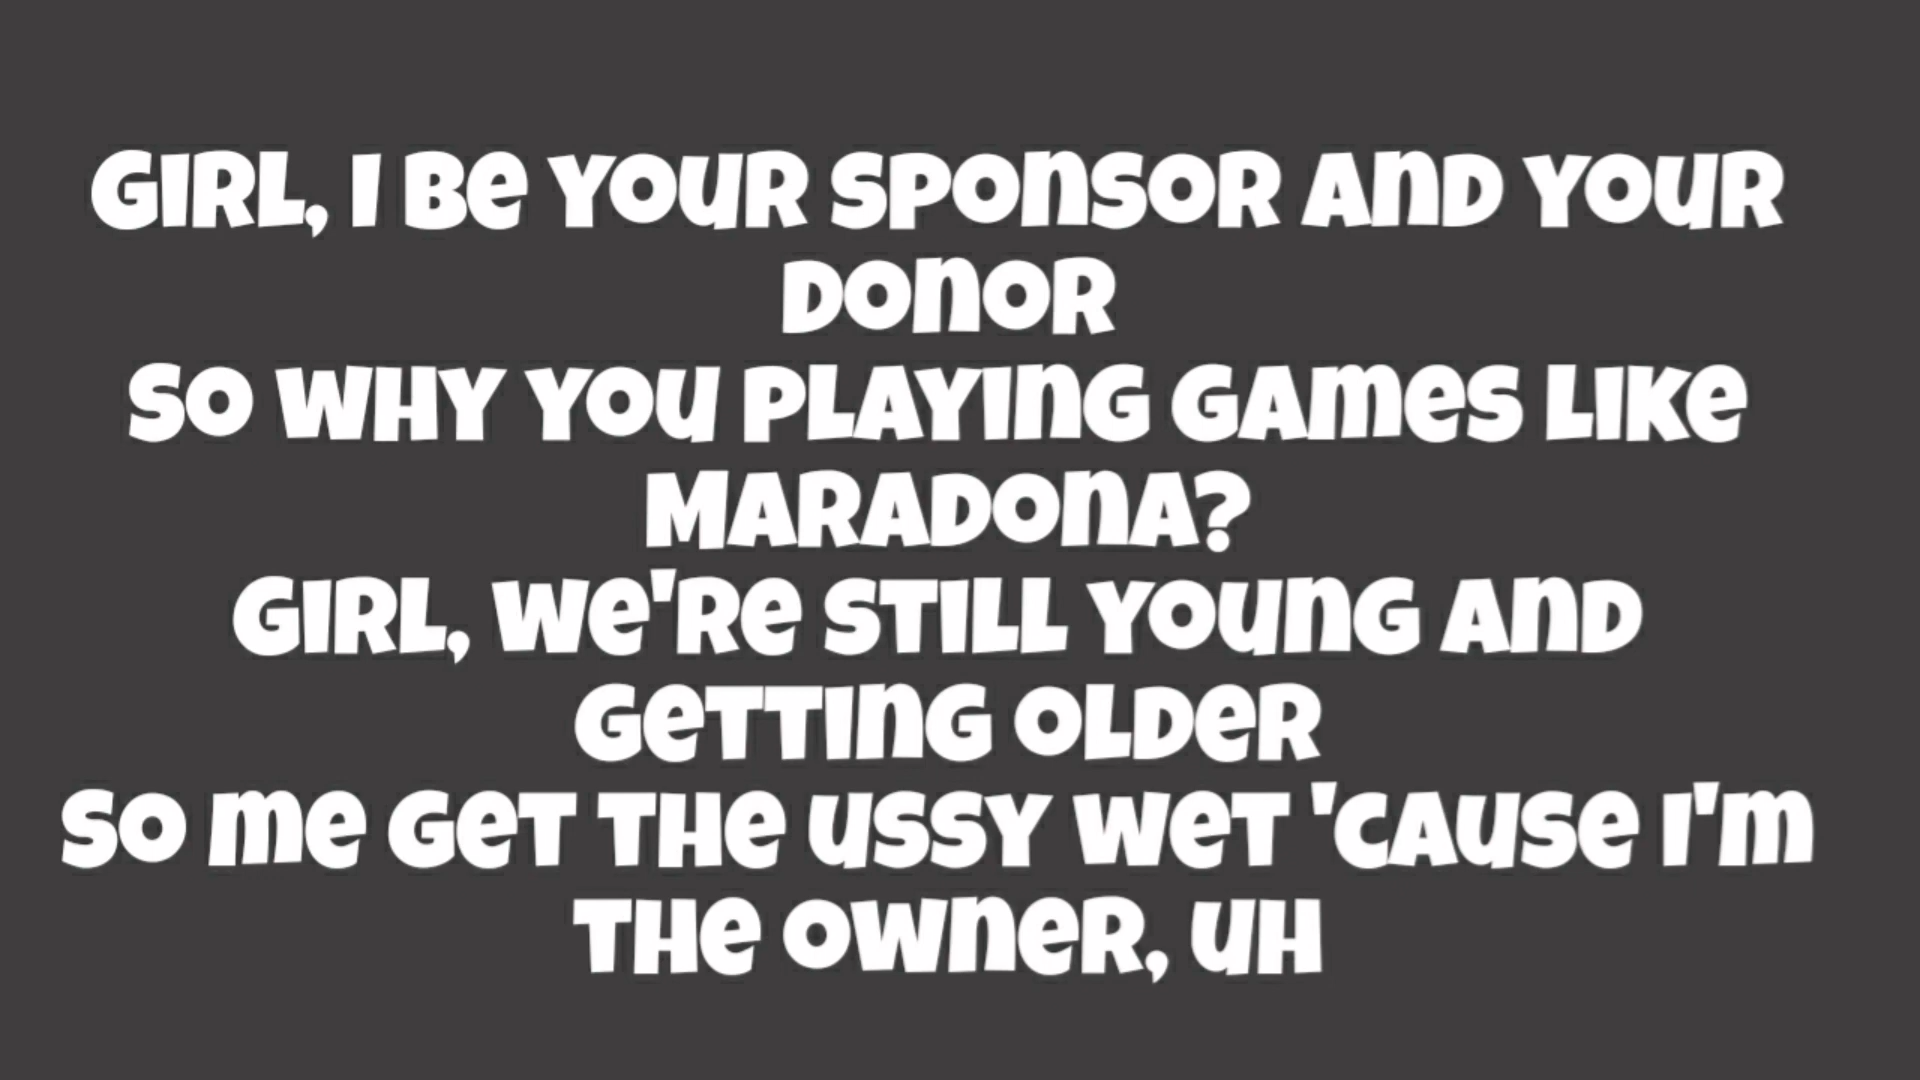 GIRL, I BE YOUR SPONSOR AND YOUR
DONOR
SO WHY YOU PLAYING GAMES LIKE
MARADONA?
GIRL, WE'RE STILL YOUNG AND
GETTING OLDER
SO ME GET THE USSY WET 'CAUSE I'M
THE OWNER, UH